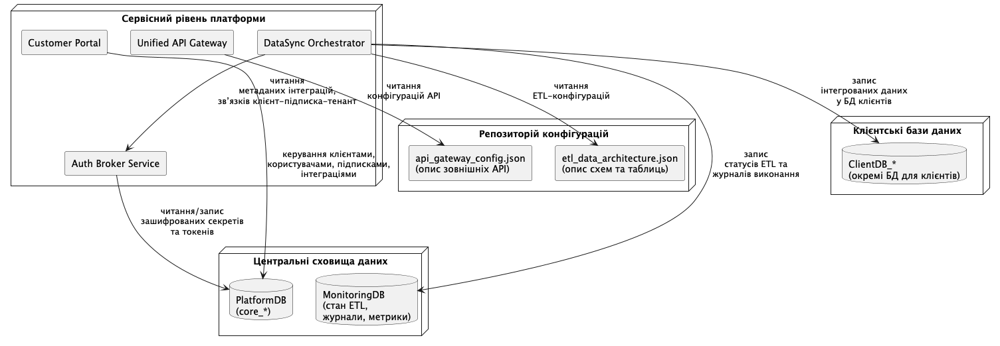 Сервісний рівень платформи
Customer Portal
Unified API Gateway
DataSync Orchestrator
читання
метаданих інтеграцій,
зв’язків клієнт-підписка-тенант
читання
конфігурацій API
читання
ETL-конфігурацій
запис
інтегрованих даних
у БД клієнтів
Репозиторій конфігурацій
api_gateway_config.json
(опис зовнішніх API)
etl_data_architecture.json
(опис схем та таблиць)
Клієнтські бази даних
ClientDB_*
(окремі БД для клієнтів)
Auth Broker Service
керування клієнтами,
користувачами, підписками,
інтеграціями
запис
статусів ETL та
журналів виконання
читання/запис
зашифрованих секретів
та токенів
Центральні сховища даних
PlatformDB
(core_*)
MonitoringDB
(стан ETL,
журнали, метрики)